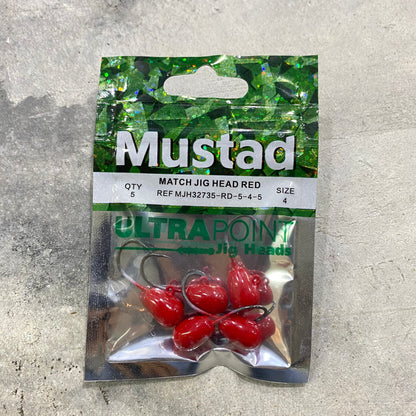 Mustad
QTY 5 MATCH JIG HEAD RED SIZE 4
REF MJH32735-RD-5-4-5
ULTRAPOINT
Jig Heads